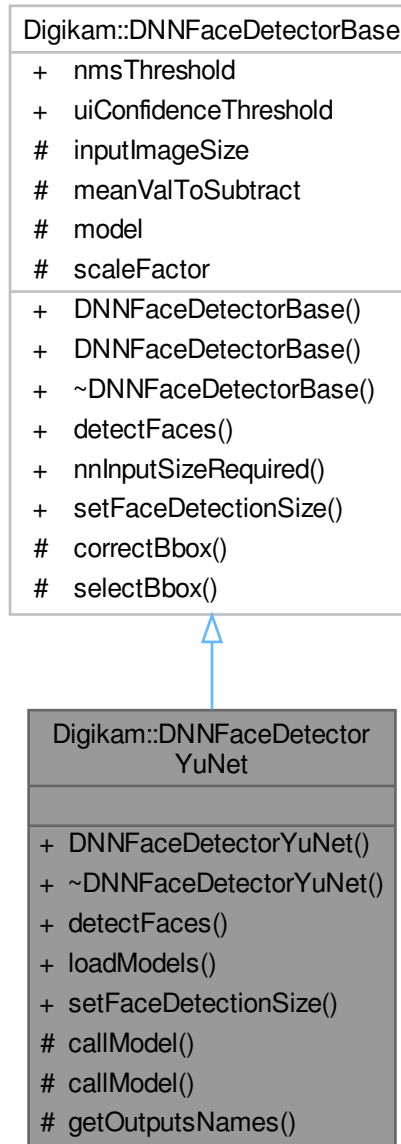 Digikam::DNNFaceDetectorBase
+ nmsThreshold
+ uiConfidenceThreshold
# inputImageSize
# meanValToSubtract
# model
# scaleFactor
+ DNNFaceDetectorBase()
+ DNNFaceDetectorBase()
+ ~DNNFaceDetectorBase()
+ detectFaces()
+ nnInputSizeRequired()
+ setFaceDetectionSize()
# correctBbox()
# selectBbox()
Digikam::DNNFaceDetector
YuNet
+ DNNFaceDetectorYuNet()
+ ~DNNFaceDetectorYuNet()
+ detectFaces()
+ loadModels()
+ setFaceDetectionSize()
# callModel()
# callModel()
# getOutputsNames()